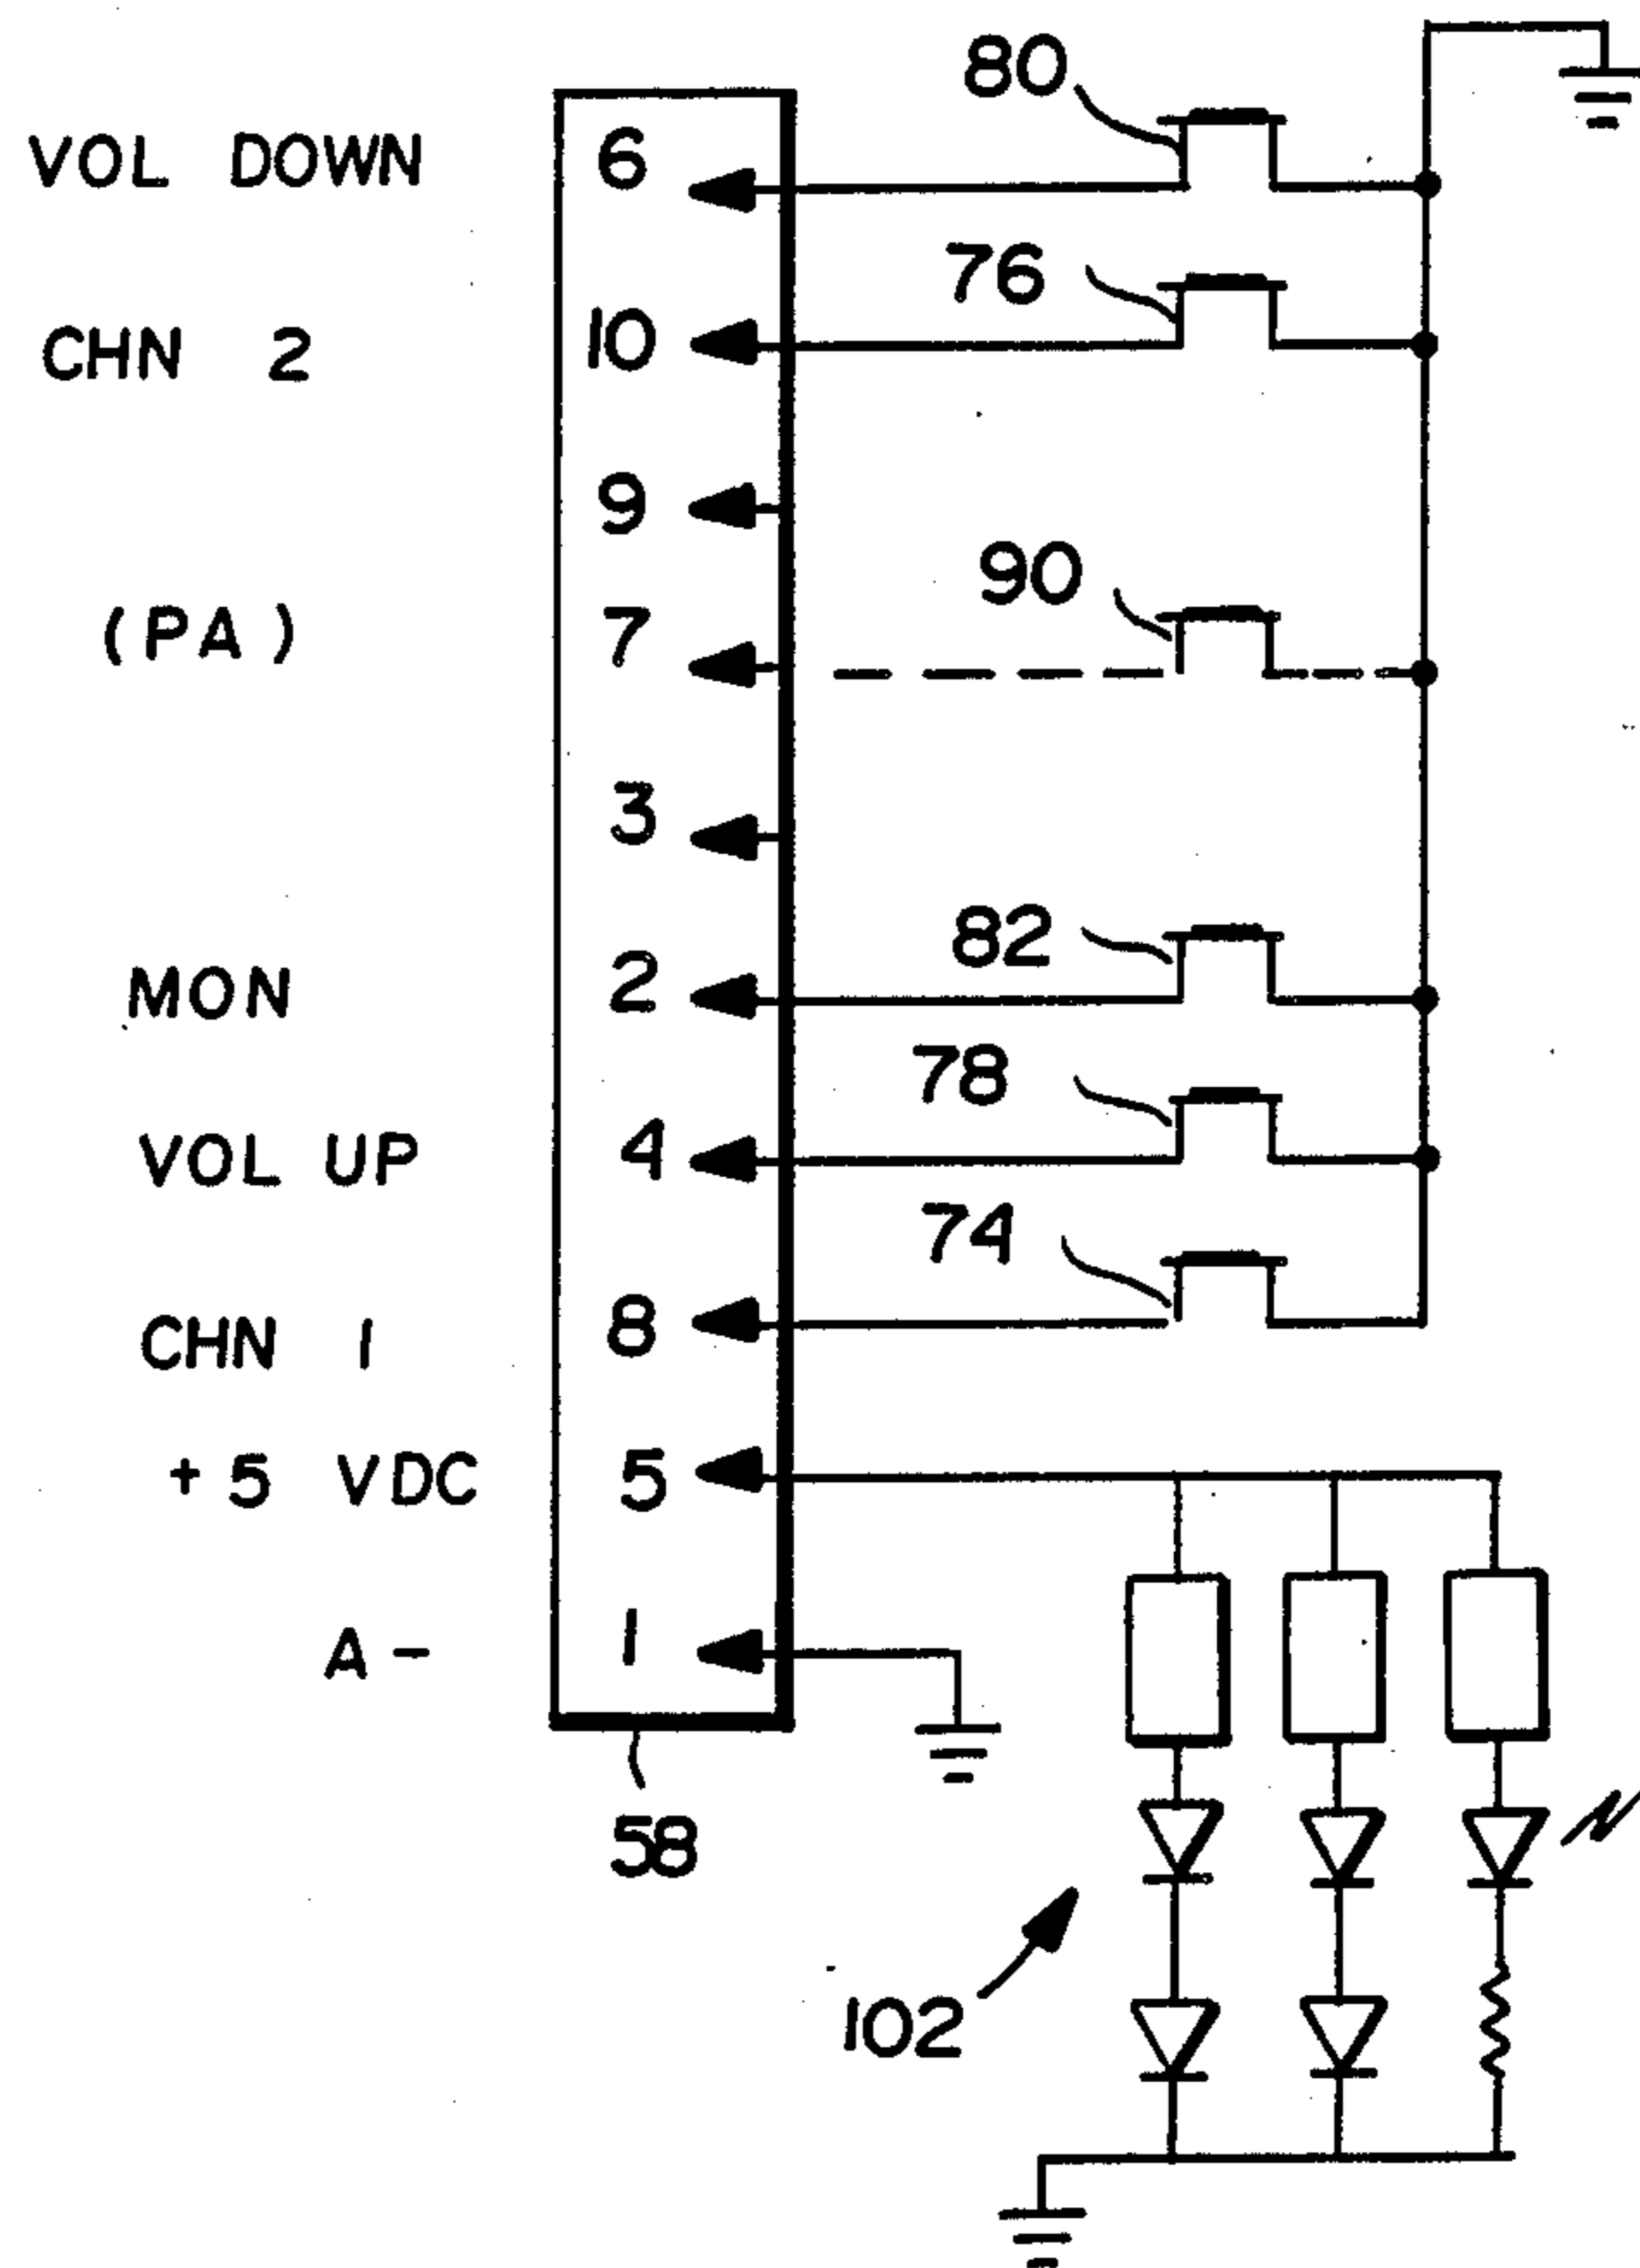 80
VOL DOWN 6
76
CHN 2 10
9
90
(PA) 7
3
82
MON 2
78
VOL UP 4
74
CHN 1 8
+5 VDC 5
A- 1
58
102